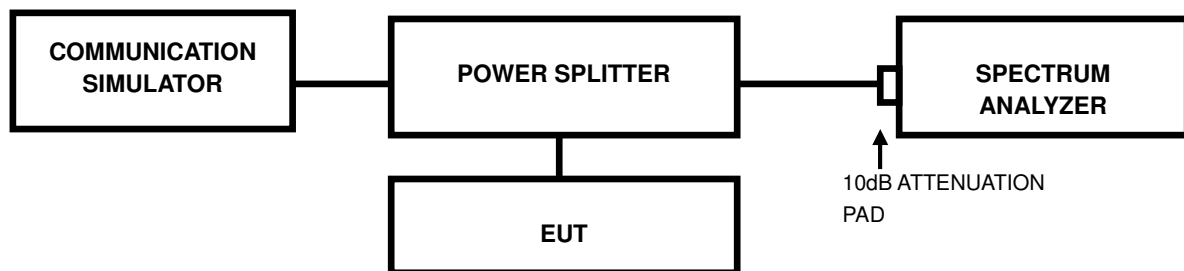 COMMUNICATION
SIMULATOR
POWER SPLITTER
SPECTRUM
ANALYZER
10dB ATTENUATION
PAD
EUT